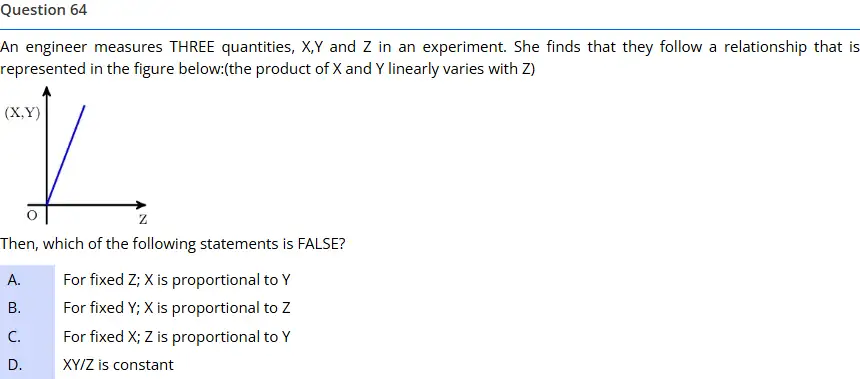 Question 64
An engineer measures THREE quantities, X,Y and Z in an experiment. She finds that they follow a relationship that is
represented in the figure below:(the product of X and Y linearly varies with Z)
(X,Y)
O
Z
Then, which of the following statements is FALSE?
A. For fixed Z; X is proportional to Y
B. For fixed Y; X is proportional to Z
C. For fixed X; Z is proportional to Y
D. XY/Z is constant